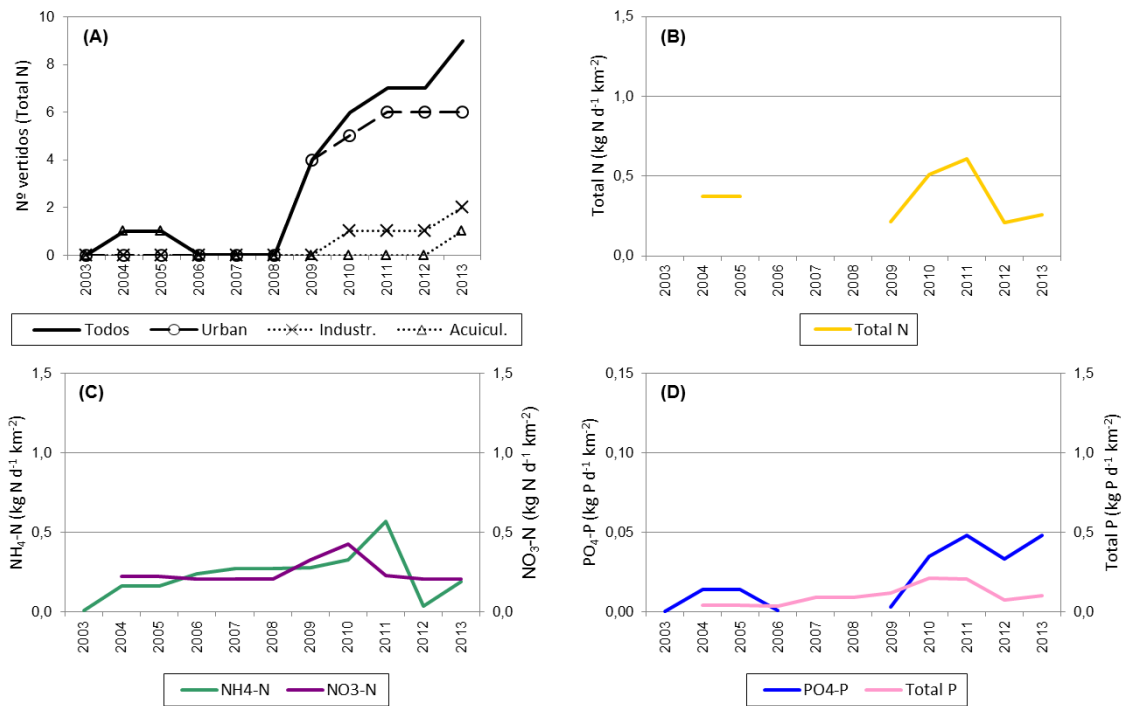 (A)
Nº vertidos (Total N)
10
8
6
4
2
0
2003 2004 2005 2006 2007 2008 2009 2010 2011 2012 2013
Todos Urban Industr. Acuicul.
(B)
Total N (kg N d⁻¹ km⁻²)
1,5
1,0
0,5
0,0
2003 2004 2005 2006 2007 2008 2009 2010 2011 2012 2013
Total N
(C)
NH₄-N (kg N d⁻¹ km⁻²)
1,5
1,0
0,5
0,0
2003 2004 2005 2006 2007 2008 2009 2010 2011 2012 2013
1,5
1,0
0,5
0,0
NO₃-N (kg N d⁻¹ km⁻²)
NH4-N NO3-N
(D)
PO₄-P (kg P d⁻¹ km⁻²)
0,15
0,10
0,05
0,00
2003 2004 2005 2006 2007 2008 2009 2010 2011 2012 2013
1,5
1,0
0,5
0,0
Total P (kg P d⁻¹ km⁻²)
PO4-P Total P